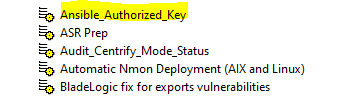 Ansible_Authorized_Key
ASR Prep
Audit_Centrify_Mode_Status
Automatic Nmon Deployment (AIX and Linux)
BladeLogic fix for exports vulnerabilities